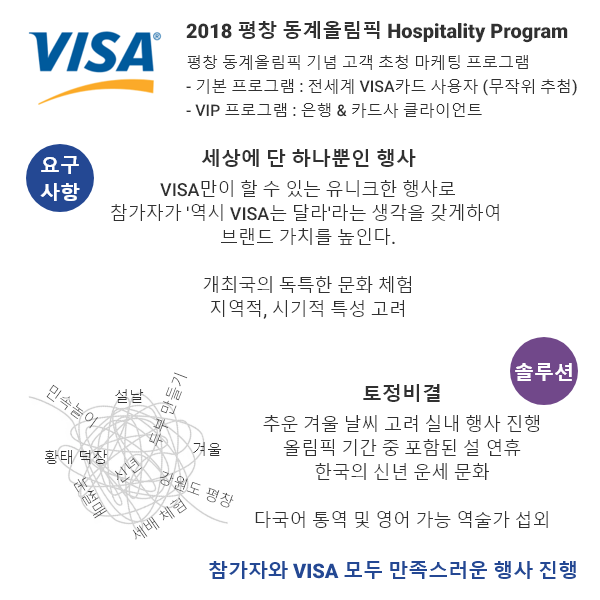 VISA®
2018 평창 동계올림픽 Hospitality Program
평창 동계올림픽 기념 고객 초청 마케팅 프로그램
- 기본 프로그램 : 전세계 VISA카드 사용자 (무작위 추첨)
- VIP 프로그램 : 은행 & 카드사 클라이언트
요구
사항
세상에 단 하나뿐인 행사
VISA만이 할 수 있는 유니크한 행사로
참가자가 '역시 VISA는 달라'라는 생각을 갖게하여
브랜드 가치를 높인다.
개최국의 독특한 문화 체험
지역적, 시기적 특성 고려
솔루션
민속놀이
설날
두부 만들기
황태 덕장
신년
겨울
눈썰매
강원도 평창
세배 체험
토정비결
추운 겨울 날씨 고려 실내 행사 진행
올림픽 기간 중 포함된 설 연휴
한국의 신년 운세 문화
다국어 통역 및 영어 가능 역술가 섭외
참가자와 VISA 모두 만족스러운 행사 진행